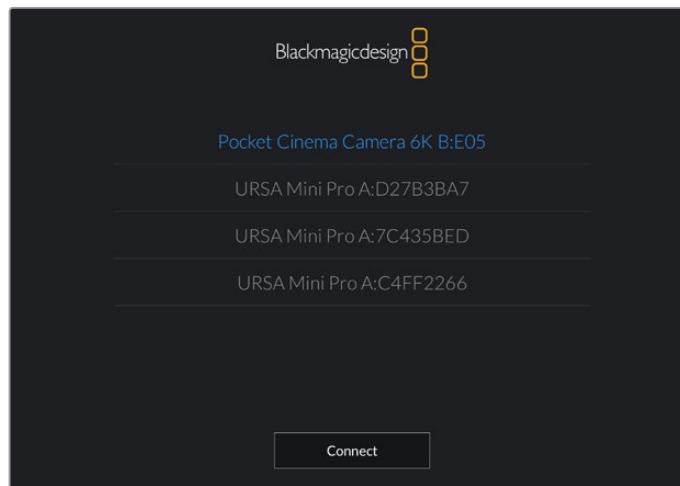 Blackmagicdesign
Pocket Cinema Camera 6K B:E05
URSA Mini Pro A:D27B3BA7
URSA Mini Pro A:7C435BED
URSA Mini Pro A:C4FF2266
Connect